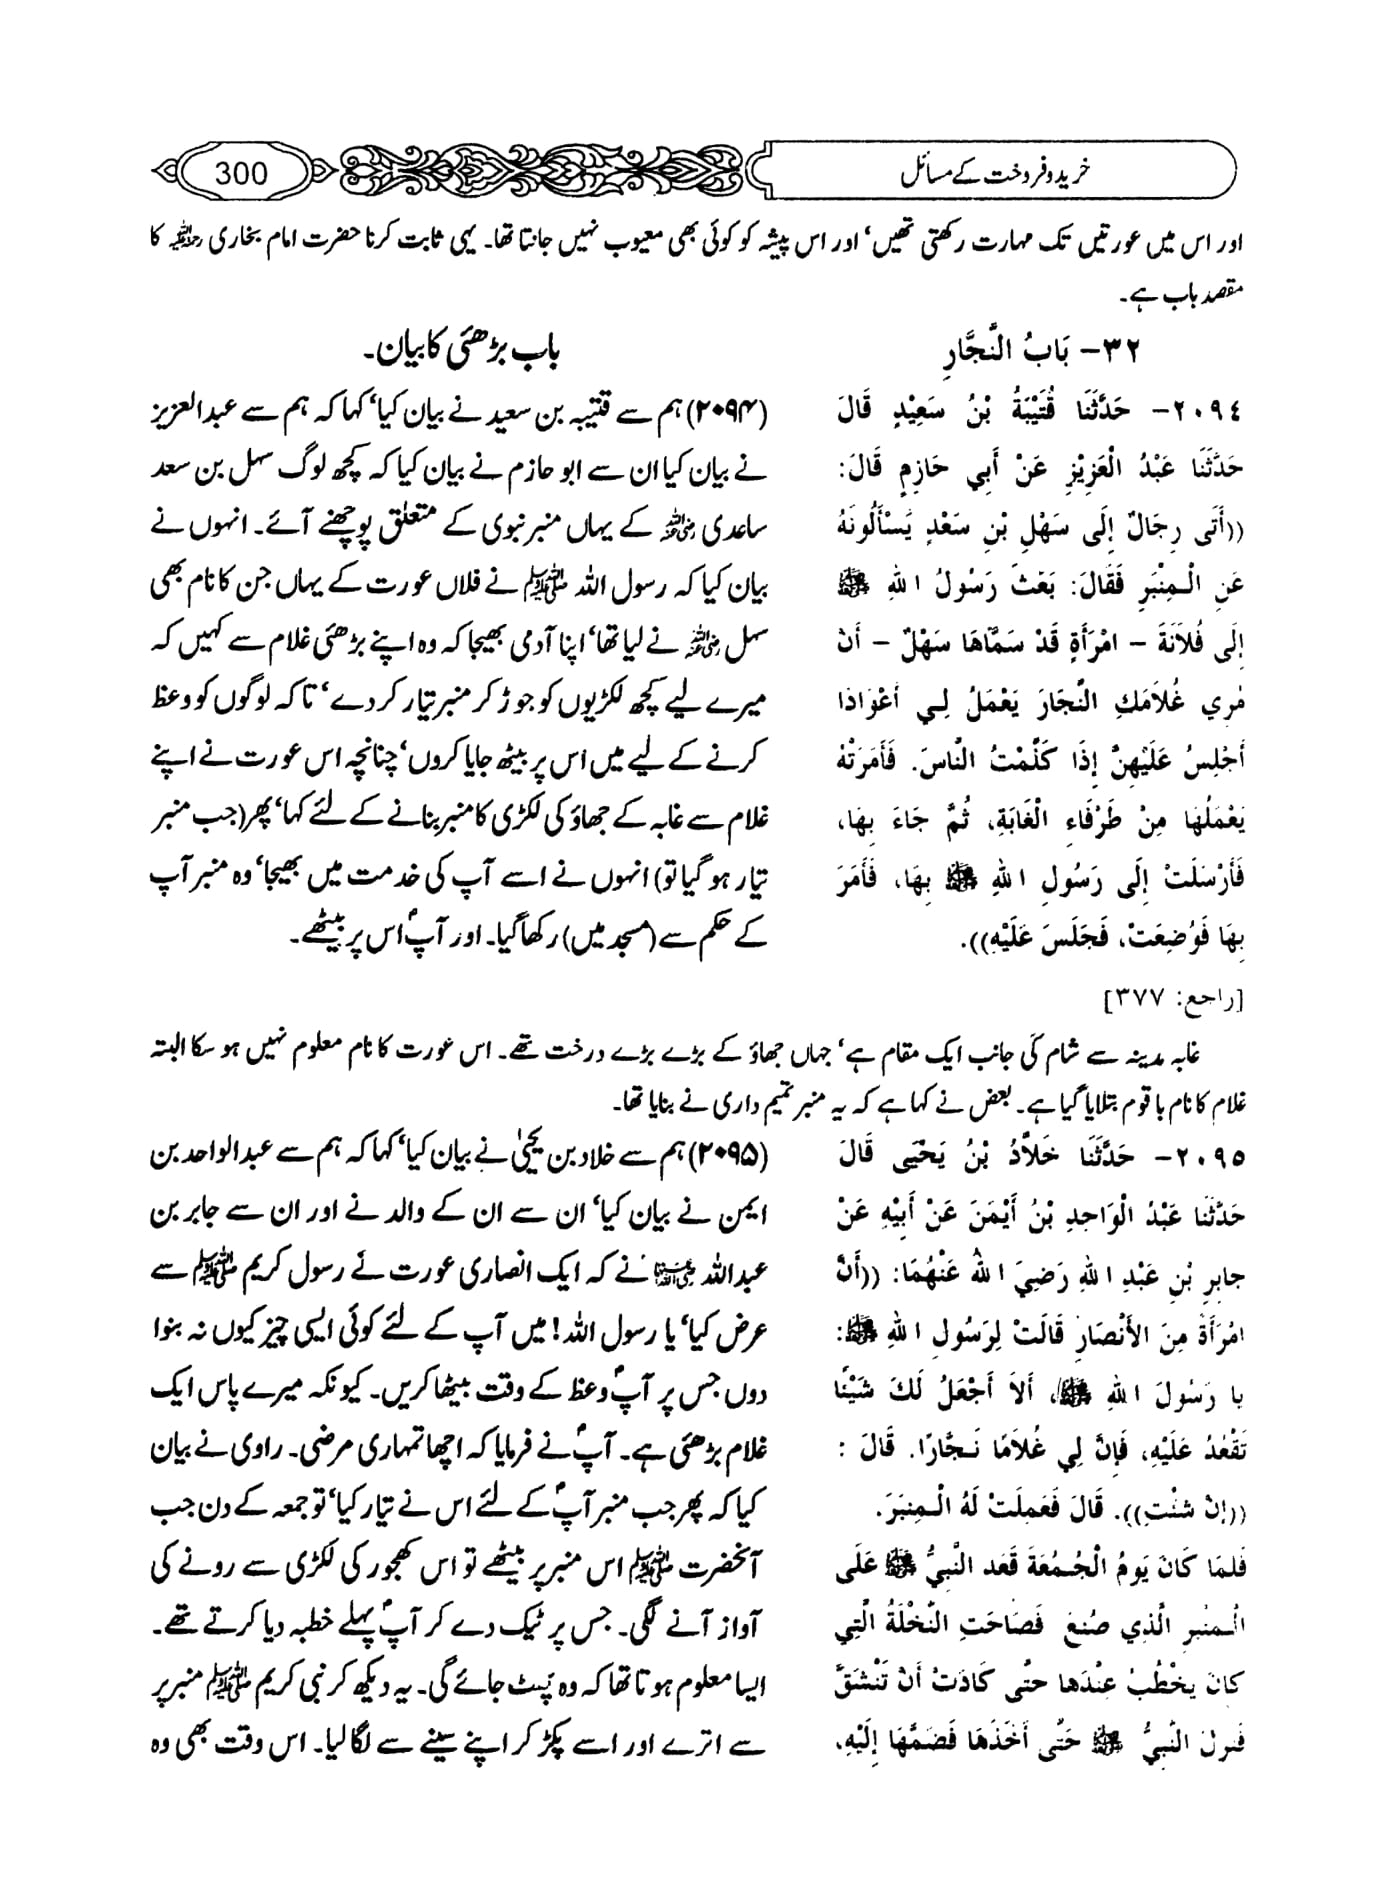 خرید و فروخت کے مسائل
300
اور اس میں عورتیں تک مہارت رکھتی تھیں‘ اور اس پیشہ کو کوئی بھی معیوب نہیں جانتا تھا۔ یہی ثابت کرنا حضرت امام بخاری رحمہ اللہ کا
مقصد باب ہے۔
٣٢- بَابُ النَّجَّارِ
٢٠٩٤- حَدَّثَنَا قُتَيْبَةُ بْنُ سَعِيْدٍ قَالَ
حَدَّثَنَا عَبْدُ الْعَزِيْزِ عَنْ أَبِي حَازِمٍ قَالَ:
((أَتَى رِجَالٌ إِلَى سَهْلِ بْنِ سَعْدٍ يَسْأَلُونَهُ
عَنِ الْـمِنْبَرِ فَقَالَ: بَعَثَ رَسُولُ اللهِ ﷺ
إِلَى فُلاَنَةَ – امْرَأَةٍ قَدْ سَمَّاهَا سَهْلٌ – أَنْ
مُرِي غُلاَمَكِ النَّجَّارَ يَعْمَلُ لِـي أَعْوَادًا
أَجْلِسُ عَلَيْهِنَّ إِذَا كَلَّمْتُ النَّاسَ. فَأَمَرَتْهُ
يَعْمَلُهَا مِنْ طَرْفَاءِ الْغَابَةِ، ثُمَّ جَاءَ بِهَا،
فَأَرْسَلَتْ إِلَى رَسُولِ اللهِ ﷺ بِهَا، فَأَمَرَ
بِهَا فَوُضِعَتْ، فَجَلَسَ عَلَيْهِ)).
[راجع: ٣٧٧]
باب بڑھئی کا بیان۔
(۲۰۹۴) ہم سے قتیبہ بن سعید نے بیان کیا‘ کہا کہ ہم سے عبدالعزیز
نے بیان کیا ان سے ابو حازم نے بیان کیا کہ کچھ لوگ سہل بن سعد
ساعدی رضی اللہ عنہ کے یہاں منبر نبوی کے متعلق پوچھنے آئے۔ انہوں نے
بیان کیا کہ رسول اللہ ﷺ نے فلاں عورت کے یہاں جن کا نام بھی
سہل رضی اللہ عنہ نے لیا تھا‘ اپنا آدمی بھیجا کہ وہ اپنے بڑھئی غلام سے کہیں کہ
میرے لیے کچھ لکڑیوں کو جوڑ کر منبر تیار کر دے‘ تاکہ لوگوں کو وعظ
کرنے کے لیے میں اس پر بیٹھ جایا کروں‘ چنانچہ اس عورت نے اپنے
غلام سے غابہ کے جھاؤ کی لکڑی کا منبر بنانے کے لئے کہا‘ پھر (جب منبر
تیار ہو گیا تو) انہوں نے اسے آپ کی خدمت میں بھیجا‘ وہ منبر آپ
کے حکم سے (مسجد میں) رکھا گیا۔ اور آپؐ اس پر بیٹھے۔
غابہ مدینہ سے شام کی جانب ایک مقام ہے‘ جہاں جھاؤ کے بڑے بڑے درخت تھے۔ اس عورت کا نام معلوم نہیں ہو سکا البتہ
غلام کا نام باقوم بتلایا گیا ہے۔ بعض نے کہا ہے کہ یہ منبر تمیم داری نے بنایا تھا۔
٢٠٩٥- حَدَّثَنَا خَلاَّدُ بْنُ يَحْيَى قَالَ
حَدَّثَنَا عَبْدُ الْوَاحِدِ بْنُ أَيْمَنَ عَنْ أَبِيْهِ عَنْ
جابِرِ بْنِ عَبْدِ اللهِ رَضِيَ اللهُ عَنْهُمَا: ((أَنَّ
امْرَأَةً مِنَ الأَنْصَارِ قَالَتْ لِرَسُولِ اللهِ ﷺ:
يا رَسُولَ اللهِ ﷺ، أَلاَ أَجْعَلُ لَكَ شَيْئًا
تَقْعُدُ عَلَيْهِ، فَإِنَّ لِي غُلاَمًا نَـجَّارًا. قَالَ :
((إِنْ شِئْتِ)). قَالَ فَعَمِلَتْ لَهُ الْـمِنبَرَ.
فَلمَا كَانَ يَومُ الْـجُـمُعَةِ قَعَدَ النَّبِيُّ ﷺ عَلَى
الْـمِنْبرِ الَّذِي صُنِعَ فَصَاحَتِ النَّخْلَةُ الَّتِي
كانَ يَخْطُبُ عِنْدَهَا حَتَّى كَادَتْ أَنْ تَنْشَقَّ
فَنزلَ النَّبِيُّ ﷺ حَتَّى أَخَذَهَا فَضَمَّهَا إِلَيْهِ،
(۲۰۹۵) ہم سے خلاد بن یحییٰ نے بیان کیا‘ کہا کہ ہم سے عبدالواحد بن
ایمن نے بیان کیا‘ ان سے ان کے والد نے اور ان سے جابر بن
عبداللہ رضی اللہ عنہما نے کہ ایک انصاری عورت نے رسول کریم ﷺ سے
عرض کیا‘ یا رسول اللہ! میں آپ کے لئے کوئی ایسی چیز کیوں نہ بنوا
دوں جس پر آپؐ وعظ کے وقت بیٹھا کریں۔ کیونکہ میرے پاس ایک
غلام بڑھئی ہے۔ آپؐ نے فرمایا کہ اچھا تمہاری مرضی۔ راوی نے بیان
کیا کہ پھر جب منبر آپؐ کے لئے اس نے تیار کیا‘ تو جمعہ کے دن جب
آنحضرت ﷺ اس منبر پر بیٹھے تو اس کھجور کی لکڑی سے رونے کی
آواز آنے لگی۔ جس پر ٹیک دے کر آپؐ پہلے خطبہ دیا کرتے تھے۔
ایسا معلوم ہوتا تھا کہ وہ پَھٹ جائے گی۔ یہ دیکھ کر نبی کریم ﷺ منبر پر
سے اترے اور اسے پکڑ کر اپنے سینے سے لگا لیا۔ اس وقت بھی وہ